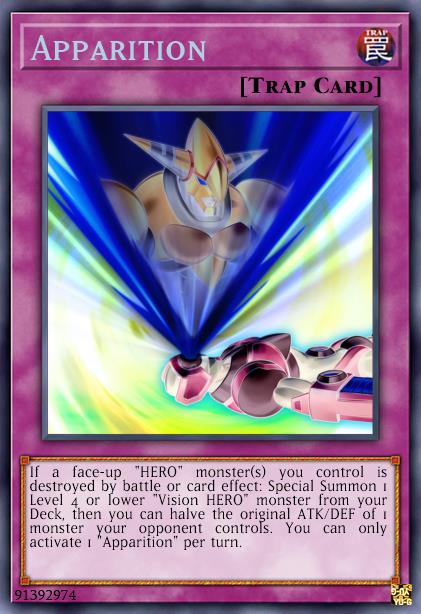 Apparition
TRAP
罠
[Trap Card]
If a face-up "HERO" monster(s) you control is
destroyed by battle or card effect: Special Summon 1
Level 4 or lower "Vision HERO" monster from your
Deck, then you can halve the original ATK/DEF of 1
monster your opponent controls. You can only
activate 1 "Apparition" per turn.
91392974